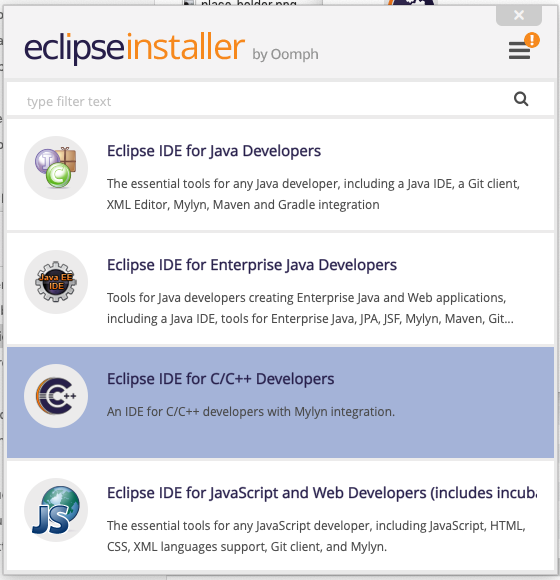 place_holder.png
eclipseinstaller by Oomph
!
type filter text
Eclipse IDE for Java Developers
The essential tools for any Java developer, including a Java IDE, a Git client,
XML Editor, Mylyn, Maven and Gradle integration
Java EE
IDE
Eclipse IDE for Enterprise Java Developers
Tools for Java developers creating Enterprise Java and Web applications,
including a Java IDE, tools for Enterprise Java, JPA, JSF, Mylyn, Maven, Git...
C++
Eclipse IDE for C/C++ Developers
An IDE for C/C++ developers with Mylyn integration.
JS
Eclipse IDE for JavaScript and Web Developers (includes incuba
The essential tools for any JavaScript developer, including JavaScript, HTML,
CSS, XML languages support, Git client, and Mylyn.